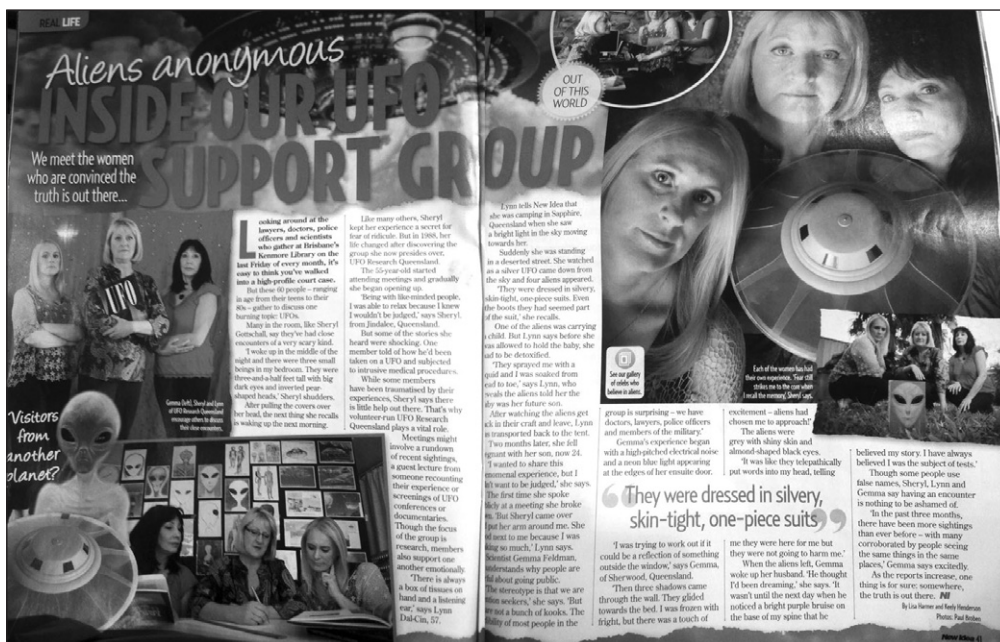 REAL LIFE
Aliens anonymous
INSIDE OUR UFO
SUPPORT GROUP
We meet the women
who are convinced the
truth is out there...
OUT
OF THIS
WORLD
Looking around at the
lawyers, doctors, police
officers and scientists
who gather at Brisbane's
Kenmore Library on the
last Friday of every month, it's
easy to think you've walked
into a high-profile court case.
But these 60 people – ranging
in age from their teens to their
80s – gather to discuss one
burning topic: UFOs.
Many in the room, like Sheryl
Gottschall, say they've had close
encounters of a very scary kind.
'I woke up in the middle of the
night and there were three small
beings in my bedroom. They were
three-and-a-half feet tall with big
dark eyes and inverted pear-
shaped heads,' Sheryl shudders.
After pulling the covers over
her head, the next thing she recalls
is waking up the next morning.
UFO
Gemma (left), Sheryl and Lynn
of UFO Research Queensland
encourage others to discuss
their close encounters.
Visitors
from
another
planet?
Like many others, Sheryl
kept her experience a secret for
fear of ridicule. But in 1988, her
life changed after discovering the
group she now presides over,
UFO Research Queensland.
The 55-year-old started
attending meetings and gradually
she began opening up.
'Being with like-minded people,
I was able to relax because I knew
I wouldn't be judged,' says Sheryl,
from Jindalee, Queensland.
But some of the stories she
heard were shocking. One
member told of how he'd been
taken on a UFO and subjected
to intrusive medical procedures.
While some members
have been traumatised by their
experiences, Sheryl says there
is little help out there. That's why
volunteer-run UFO Research
Queensland plays a vital role.
Meetings might
involve a rundown
of recent sightings,
a guest lecture from
someone recounting
their experience or
screenings of UFO
conferences or
documentaries.
Though the focus
of the group is
research, members
also support one
another emotionally.
'There is always
a box of tissues on
hand and a listening
ear,' says Lynn
Dal-Cin, 57.
Lynn tells New Idea that
she was camping in Sapphire,
Queensland when she saw
a bright light in the sky moving
towards her.
Suddenly she was standing
in a deserted street. She watched
as a silver UFO came down from
the sky and four aliens appeared.
'They were dressed in silvery,
skin-tight, one-piece suits. Even
the boots they had seemed part
of the suit,' she recalls.
One of the aliens was carrying
child. But Lynn says before she
was allowed to hold the baby, she
had to be detoxified.
'They sprayed me with a
and I was soaked from
head to toe,' says Lynn, who
the aliens told her the
was her future son.
After watching the aliens get
back in their craft and leave, Lynn
transported back to the tent.
Two months later, she fell
with her son, now 24.
'I wanted to share this
experience, but I
want to be judged,' she says.
The first time she spoke
at a meeting she broke
'But Sheryl came over
put her arm around me. She
next to me because I was
so much,' Lynn says.
Scientist Gemma Feldman,
understands why people are
about going public.
'The stereotype is that we are
seekers,' she says. 'But
not a bunch of kooks. The
of most people in the
See our gallery
of celebs who
believe in aliens.
Each of the women has had
their own experience. 'Fear still
strikes me to the core when
I recall the memory,' Sheryl says.
group is surprising – we have
doctors, lawyers, police officers
and members of the military.'
Gemma's experience began
with a high-pitched electrical noise
and a neon blue light appearing
at the edges of her ensuite door.
“They were dressed in silvery,
skin-tight, one-piece suits”
'I was trying to work out if it
could be a reflection of something
outside the window,' says Gemma,
of Sherwood, Queensland.
Then three shadows came
through the wall. They glided
towards the bed. I was frozen with
fright, but there was a touch of
excitement – aliens had
chosen me to approach!'
The aliens were
grey with shiny skin and
almond-shaped black eyes.
'It was like they telepathically
put words into my head, telling
me they were here for me but
they were not going to harm me.'
When the aliens left, Gemma
woke up her husband. 'He thought
I'd been dreaming,' she says. 'It
wasn't until the next day when he
noticed a bright purple bruise on
the base of my spine that he
believed my story. I have always
believed I was the subject of tests.'
Though some people use
false names, Sheryl, Lynn and
Gemma say having an encounter
is nothing to be ashamed of.
'In the past three months,
there have been more sightings
than ever before – with many
corroborated by people seeing
the same things in the same
places,' Gemma says excitedly.
As the reports increase, one
thing is for sure; somewhere,
the truth is out there. NI
By Lisa Harmer and Keely Henderson
Photos: Paul Broben
New Idea